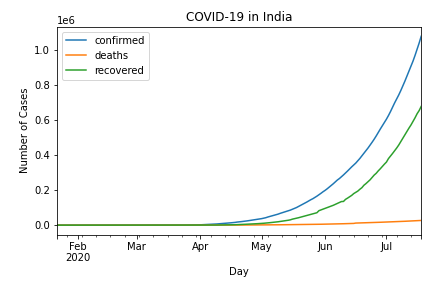 COVID-19 in India
1e6
confirmed
deaths
recovered
Number of Cases
1.0
0.8
0.6
0.4
0.2
0.0
Feb Mar Apr May Jun Jul
2020
Day